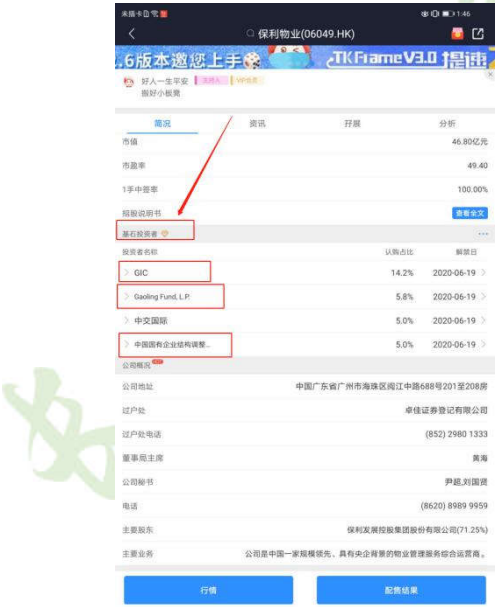 未插卡
1:46
保利物业(06049.HK)
.6版本邀您上手
TKFrameV3.0 提速
好人一生平安 主持人 VIP会员
搬好小板凳
简况 资讯 分析
市值 46.80亿元
市盈率 49.40
1手中签率 100.00%
招股说明书 查看全文
基石投资者
投资者名称 认购占比 解禁日
GIC 14.2% 2020-06-19
Gaoling Fund, L.P. 5.8% 2020-06-19
中交国际 5.0% 2020-06-19
中国国有企业结构调整... 5.0% 2020-06-19
公司概况
公司地址 中国广东省广州市海珠区阅江中路688号201至208房
过户处 卓佳证券登记有限公司
过户处电话 (852) 2980 1333
董事局主席 黄海
公司秘书 尹超,刘国贤
电话 (8620) 8989 9959
主要股东 保利发展控股集团股份有限公司(71.25%)
主要业务 公司是中国一家规模领先、具有央企背景的物业管理服务综合运营商。
行情 配售结果